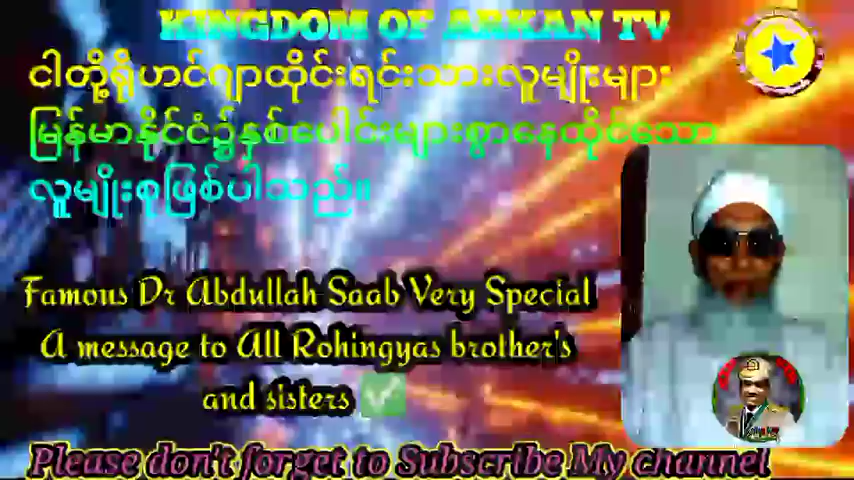 KINGDOM OF ARKAN TV
ငါတို့ရိုဟင်ဂျာထိုင်းရင်းသားလူမျိုးများ
မြန်မာနိုင်ငံ၌နှစ်ပေါင်းများစွာနေထိုင်သော
လူမျိုးစုဖြစ်ပါသည်။
Famous Dr Abdullah Saab Very Special
A message to All Rohingyas brother's
and sisters ✅
Please don't forget to Subscribe My channel